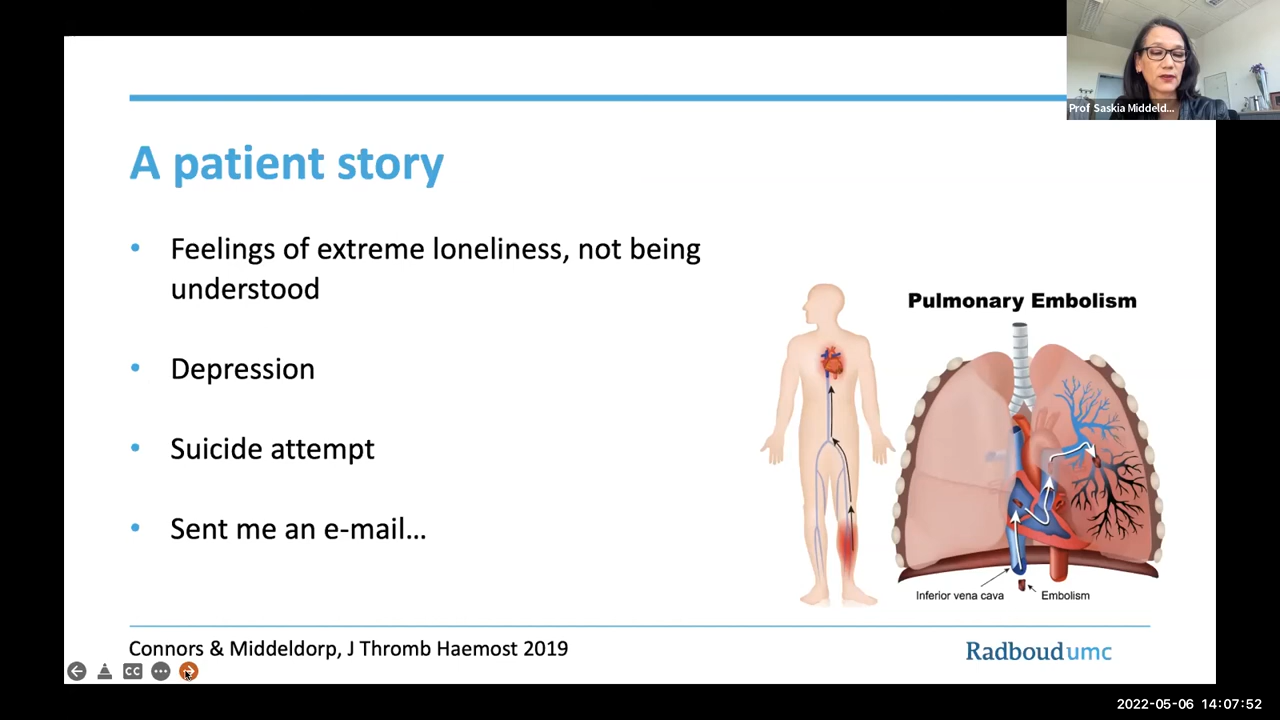 Prof Saskia Middeld...
A patient story
• Feelings of extreme loneliness, not being
understood
• Depression
• Suicide attempt
• Sent me an e-mail…
Pulmonary Embolism
Inferior vena cava
Embolism
Connors & Middeldorp, J Thromb Haemost 2019
Radboudumc
CC
2022-05-06 14:07:52